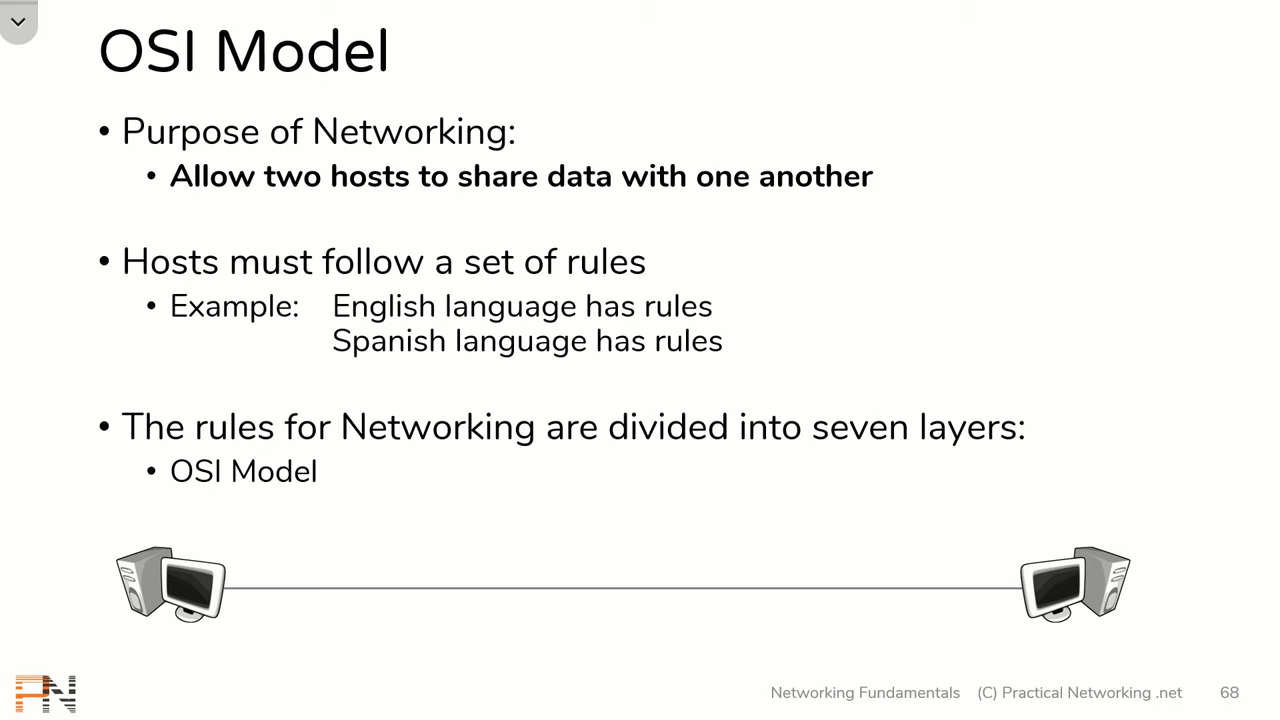 OSI Model
• Purpose of Networking:
• Allow two hosts to share data with one another
• Hosts must follow a set of rules
• Example: English language has rules
Spanish language has rules
• The rules for Networking are divided into seven layers:
• OSI Model
PN
Networking Fundamentals (C) Practical Networking .net 68